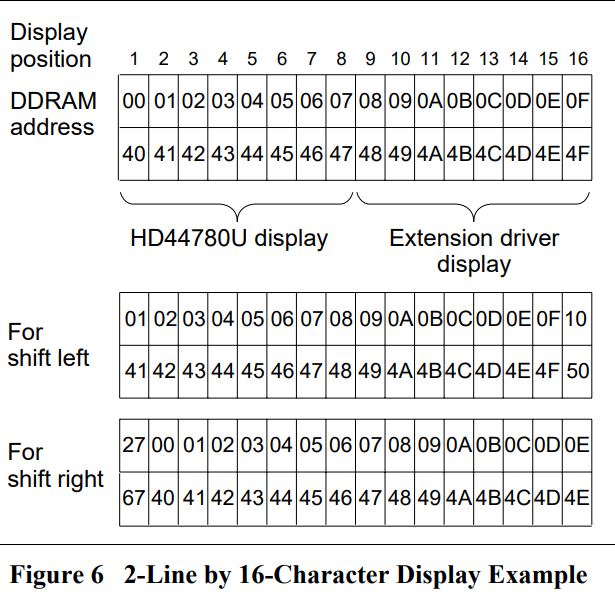 Display
position 1 2 3 4 5 6 7 8 9 10 11 12 13 14 15 16
DDRAM
address
00 01 02 03 04 05 06 07 08 09 0A 0B 0C 0D 0E 0F
40 41 42 43 44 45 46 47 48 49 4A 4B 4C 4D 4E 4F
HD44780U display
Extension driver
display
For
shift left
01 02 03 04 05 06 07 08 09 0A 0B 0C 0D 0E 0F 10
41 42 43 44 45 46 47 48 49 4A 4B 4C 4D 4E 4F 50
For
shift right
27 00 01 02 03 04 05 06 07 08 09 0A 0B 0C 0D 0E
67 40 41 42 43 44 45 46 47 48 49 4A 4B 4C 4D 4E
Figure 6 2-Line by 16-Character Display Example